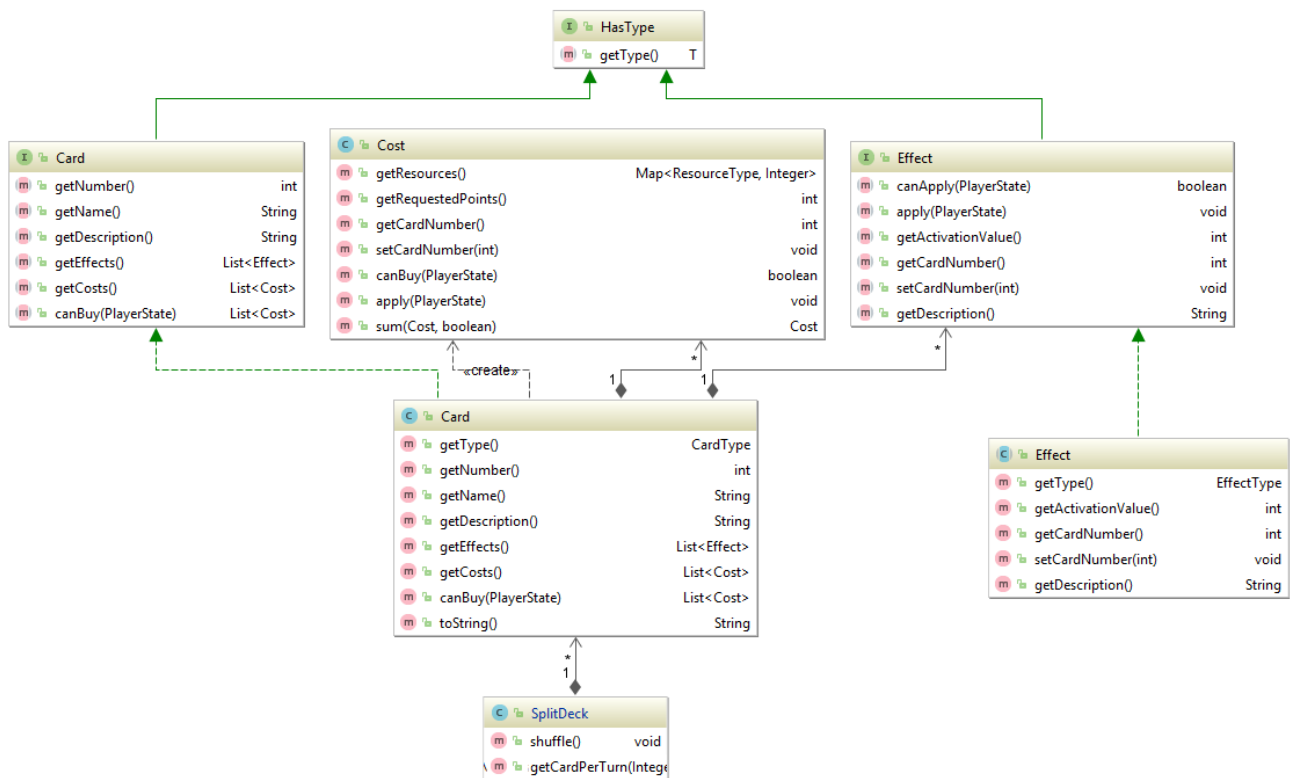 HasType
getType() T
Card
getNumber() int
getName() String
getDescription() String
getEffects() List<Effect>
getCosts() List<Cost>
canBuy(PlayerState) List<Cost>
Cost
getResources() Map<ResourceType, Integer>
getRequestedPoints() int
getCardNumber() int
setCardNumber(int) void
canBuy(PlayerState) boolean
apply(PlayerState) void
sum(Cost, boolean) Cost
Effect
canApply(PlayerState) boolean
apply(PlayerState) void
getActivationValue() int
getCardNumber() int
setCardNumber(int) void
getDescription() String
«create»
*
1
*
1
Card
getType() CardType
getNumber() int
getName() String
getDescription() String
getEffects() List<Effect>
getCosts() List<Cost>
canBuy(PlayerState) List<Cost>
toString() String
Effect
getType() EffectType
getActivationValue() int
getCardNumber() int
setCardNumber(int) void
getDescription() String
*
1
SplitDeck
shuffle() void
getCardPerTurn(Intege